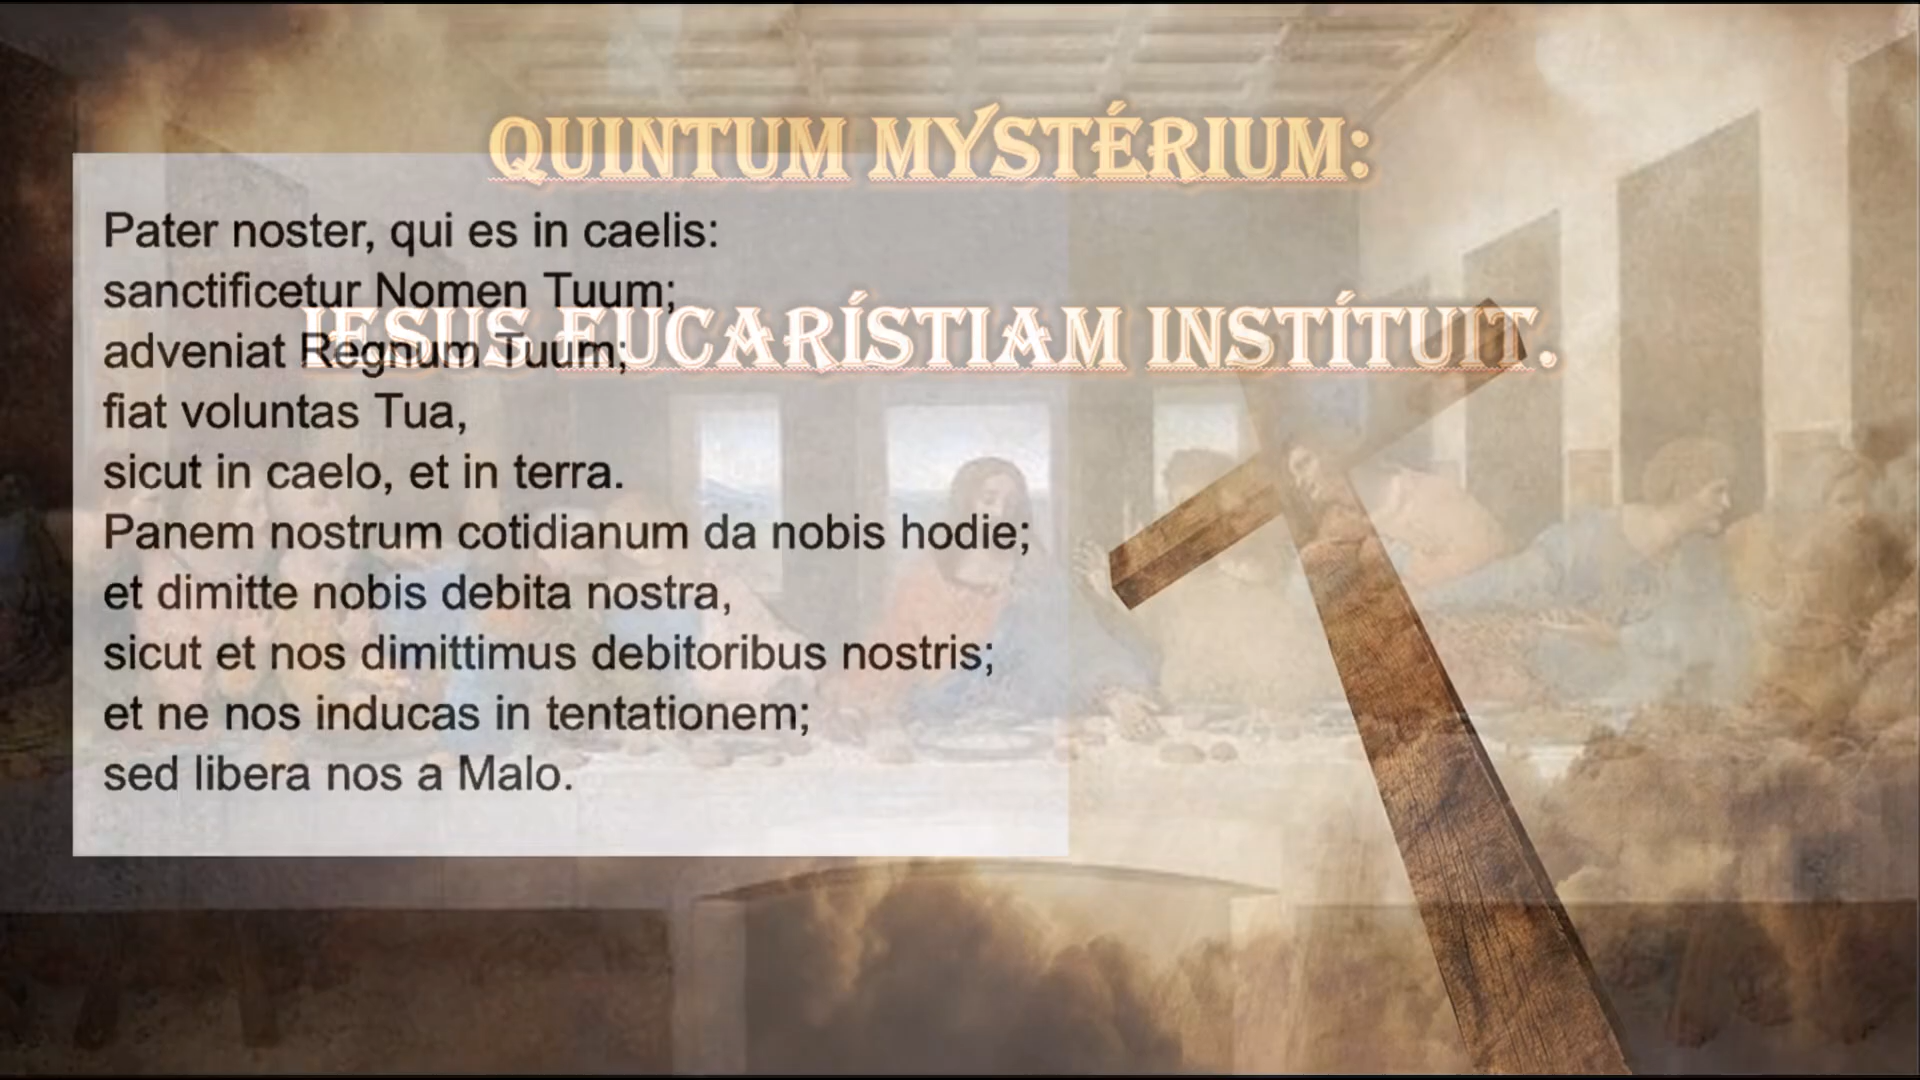 QUINTUM MYSTÉRIUM:
IESUS EUCARÍSTIAM INSTÍTUIT.
Pater noster, qui es in caelis:
sanctificetur Nomen Tuum;
adveniat Regnum Tuum;
fiat voluntas Tua,
sicut in caelo, et in terra.
Panem nostrum cotidianum da nobis hodie;
et dimitte nobis debita nostra,
sicut et nos dimittimus debitoribus nostris;
et ne nos inducas in tentationem;
sed libera nos a Malo.